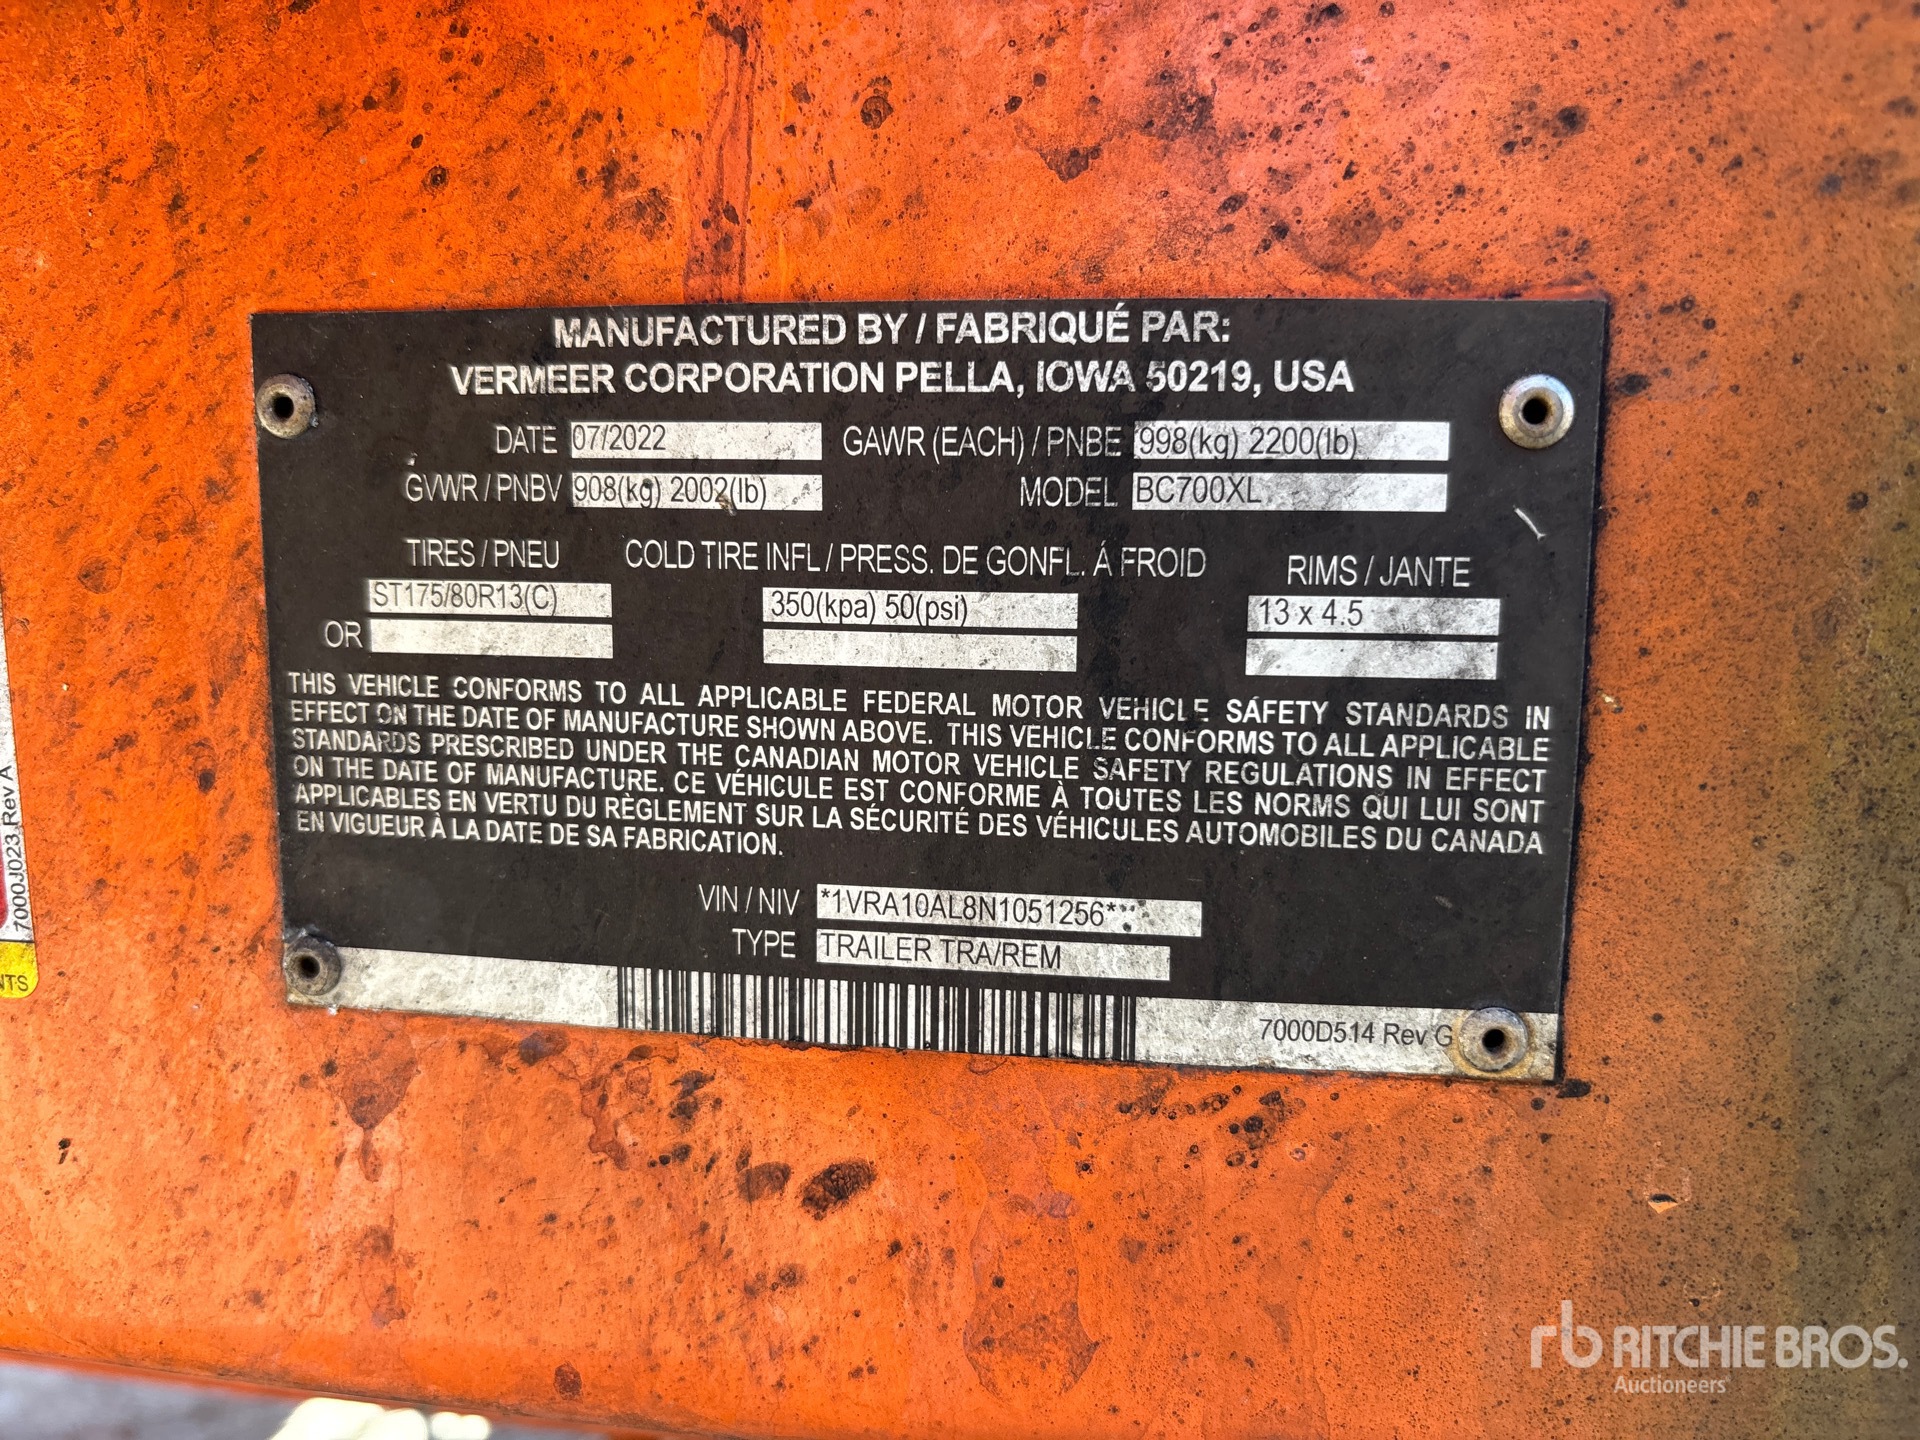 MANUFACTURED BY / FABRIQUÉ PAR:
VERMEER CORPORATION PELLA, IOWA 50219, USA
DATE 07/2022 GAWR (EACH) / PNBE 998(kg) 2200(lb)
GVWR / PNBV 908(kg) 2002(lb) MODEL BC700XL
TIRES / PNEU COLD TIRE INFL / PRESS. DE GONFL. Á FROID RIMS / JANTE
ST175/80R13(C) 350(kpa) 50(psi) 13 x 4.5
OR
THIS VEHICLE CONFORMS TO ALL APPLICABLE FEDERAL MOTOR VEHICLE SAFETY STANDARDS IN
EFFECT ON THE DATE OF MANUFACTURE SHOWN ABOVE. THIS VEHICLE CONFORMS TO ALL APPLICABLE
STANDARDS PRESCRIBED UNDER THE CANADIAN MOTOR VEHICLE SAFETY REGULATIONS IN EFFECT
ON THE DATE OF MANUFACTURE. CE VÉHICULE EST CONFORME À TOUTES LES NORMS QUI LUI SONT
APPLICABLES EN VERTU DU RÈGLEMENT SUR LA SÉCURITÉ DES VÉHICULES AUTOMOBILES DU CANADA
EN VIGUEUR À LA DATE DE SA FABRICATION.
VIN / NIV *1VRA10AL8N1051256*
TYPE TRAILER TRA/REM
7000D514 Rev G
7000J023 Rev A
NTS
rb RITCHIE BROS.
Auctioneers